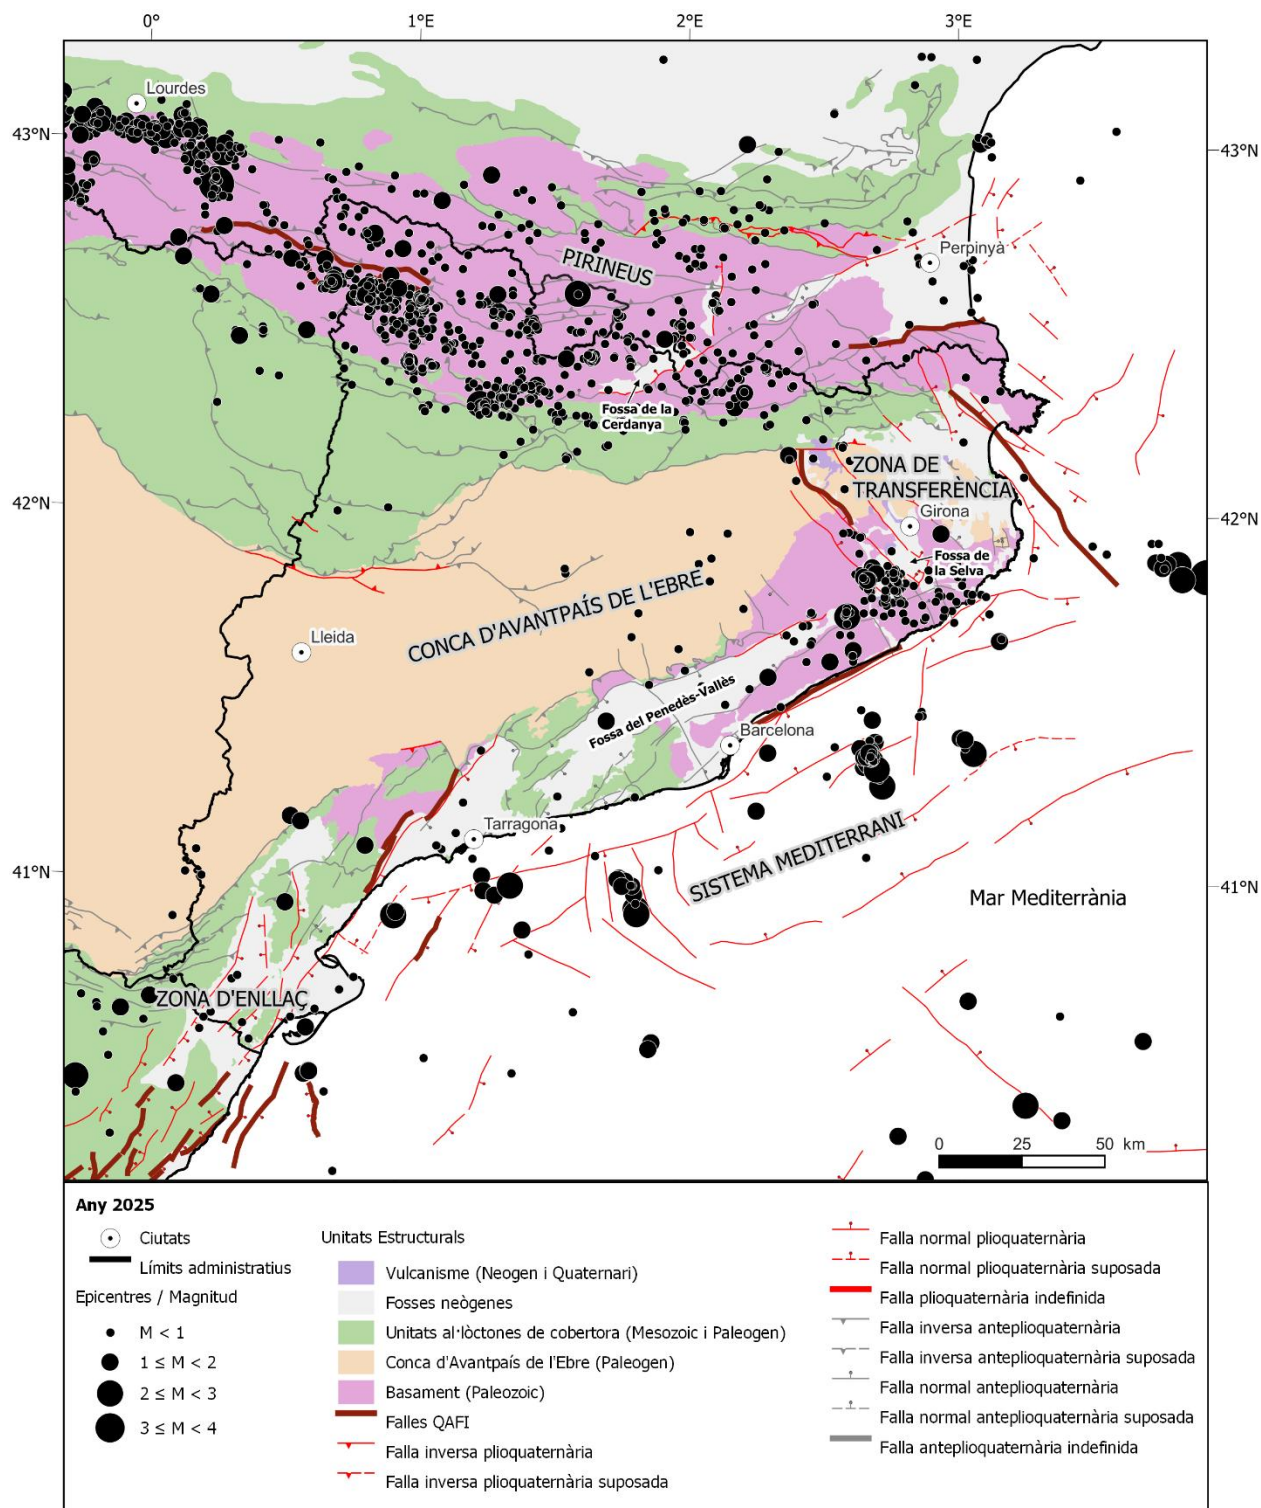 0°
1°E
2°E
3°E
Lourdes
43°N
43°N
PIRINEUS
Perpinyà
Fossa de la
Cerdanya
ZONA DE
TRANSFERÈNCIA
42°N
42°N
Girona
Fossa de
la Selva
CONCA D'AVANTPAÍS DE L'EBRE
Lleida
Fossa del Penedès-Vallès
Barcelona
Tarragona
SISTEMA MEDITERRANI
41°N
41°N
Mar Mediterrània
ZONA D'ENLLAÇ
0 25 50 km
Any 2025
Ciutats
Límits administratius
Epicentres / Magnitud
M < 1
1 ≤ M < 2
2 ≤ M < 3
3 ≤ M < 4
Unitats Estructurals
Vulcanisme (Neogen i Quaternari)
Fosses neògenes
Unitats al·lòctones de cobertora (Mesozoic i Paleogen)
Conca d'Avantpaís de l'Ebre (Paleogen)
Basament (Paleozoic)
Falles QAFI
Falla inversa plioquaternària
Falla inversa plioquaternària suposada
Falla normal plioquaternària
Falla normal plioquaternària suposada
Falla plioquaternària indefinida
Falla inversa anteplioquaternària
Falla inversa anteplioquaternària suposada
Falla normal anteplioquaternària
Falla normal anteplioquaternària suposada
Falla anteplioquaternària indefinida